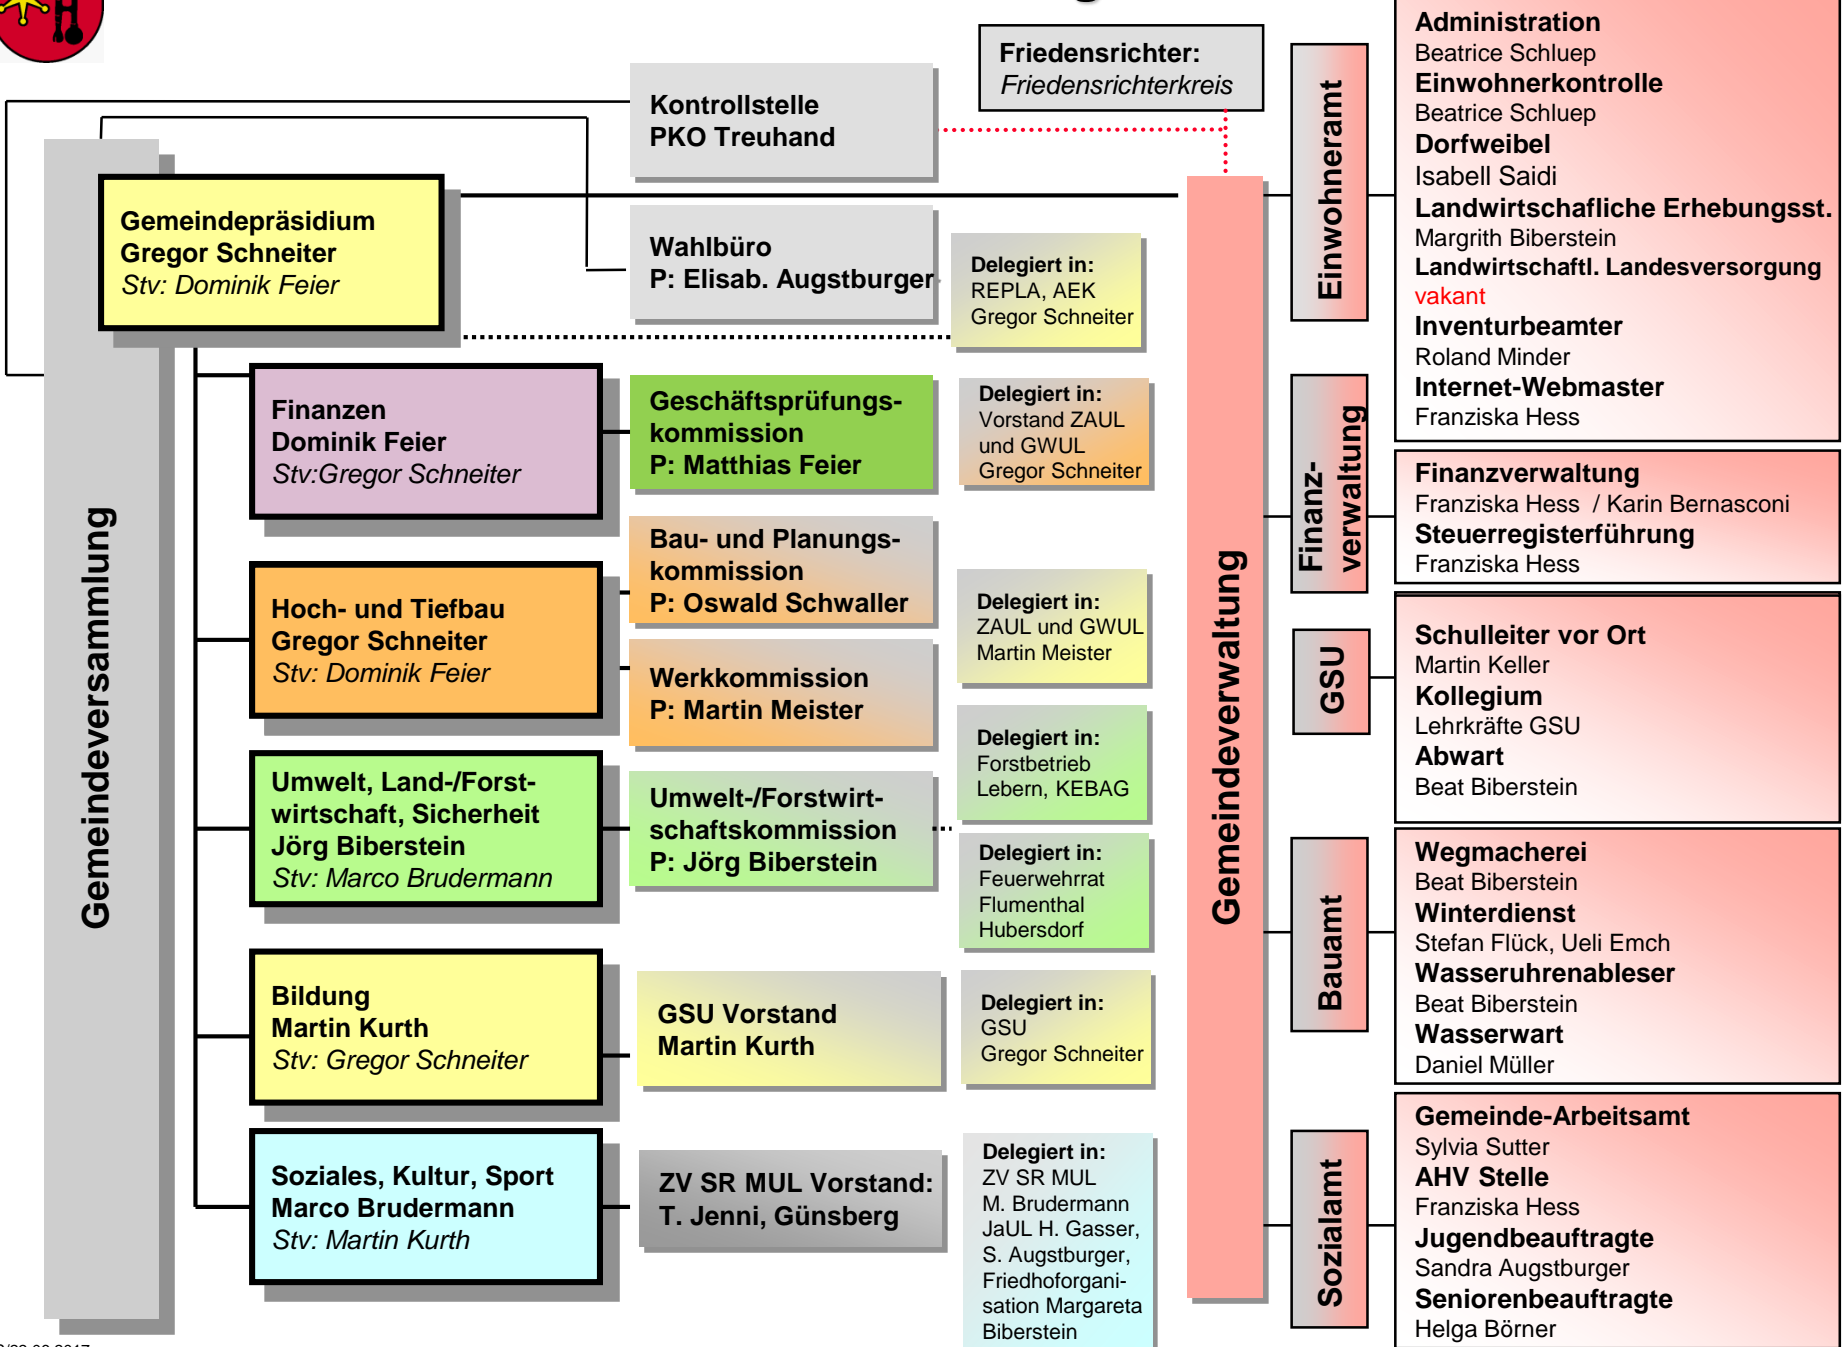 Friedensrichter:
Friedensrichterkreis
Kontrollstelle
PKO Treuhand
Gemeindeversammlung
Gemeindepräsidium
Gregor Schneiter
Stv: Dominik Feier
Wahlbüro
P: Elisab. Augstburger
Delegiert in:
REPLA, AEK
Gregor Schneiter
Finanzen
Dominik Feier
Stv:Gregor Schneiter
Geschäftsprüfungs-
kommission
P: Matthias Feier
Delegiert in:
Vorstand ZAUL
und GWUL
Gregor Schneiter
Hoch- und Tiefbau
Gregor Schneiter
Stv: Dominik Feier
Bau- und Planungs-
kommission
P: Oswald Schwaller
Werkkommission
P: Martin Meister
Delegiert in:
ZAUL und GWUL
Martin Meister
Umwelt, Land-/Forst-
wirtschaft, Sicherheit
Jörg Biberstein
Stv: Marco Brudermann
Umwelt-/Forstwirt-
schaftskommission
P: Jörg Biberstein
Delegiert in:
Forstbetrieb
Lebern, KEBAG
Delegiert in:
Feuerwehrrat
Flumenthal
Hubersdorf
Bildung
Martin Kurth
Stv: Gregor Schneiter
GSU Vorstand
Martin Kurth
Delegiert in:
GSU
Gregor Schneiter
Soziales, Kultur, Sport
Marco Brudermann
Stv: Martin Kurth
ZV SR MUL Vorstand:
T. Jenni, Günsberg
Delegiert in:
ZV SR MUL
M. Brudermann
JaUL H. Gasser,
S. Augstburger,
Friedhoforgani-
sation Margareta
Biberstein
Gemeindeverwaltung
Einwohneramt
Administration
Beatrice Schluep
Einwohnerkontrolle
Beatrice Schluep
Dorfweibel
Isabell Saidi
Landwirtschafliche Erhebungsst.
Margrith Biberstein
Landwirtschaftl. Landesversorgung
vakant
Inventurbeamter
Roland Minder
Internet-Webmaster
Franziska Hess
Finanz-
verwaltung
Finanzverwaltung
Franziska Hess / Karin Bernasconi
Steuerregisterführung
Franziska Hess
GSU
Schulleiter vor Ort
Martin Keller
Kollegium
Lehrkräfte GSU
Abwart
Beat Biberstein
Bauamt
Wegmacherei
Beat Biberstein
Winterdienst
Stefan Flück, Ueli Emch
Wasseruhrenableser
Beat Biberstein
Wasserwart
Daniel Müller
Sozialamt
Gemeinde-Arbeitsamt
Sylvia Sutter
AHV Stelle
Franziska Hess
Jugendbeauftragte
Sandra Augstburger
Seniorenbeauftragte
Helga Börner